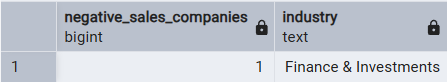 negative_sales_companies industry
bigint text
1 1 Finance & Investments